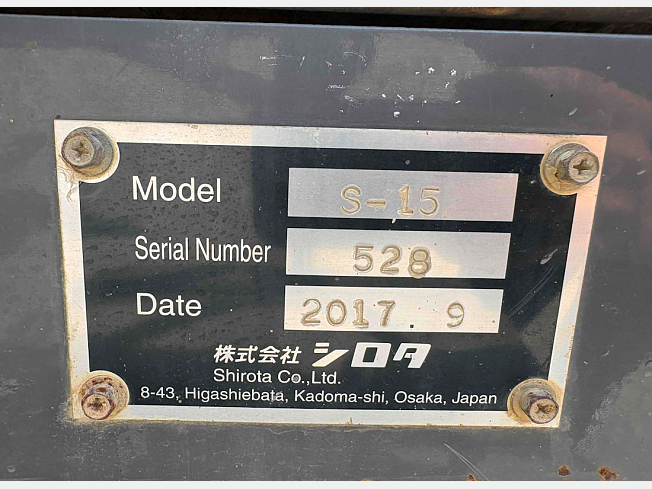 Model S-15
Serial Number 528
Date 2017.9
株式会社 シロタ
Shirota Co.,Ltd.
8-43, Higashiebata, Kadoma-shi, Osaka, Japan